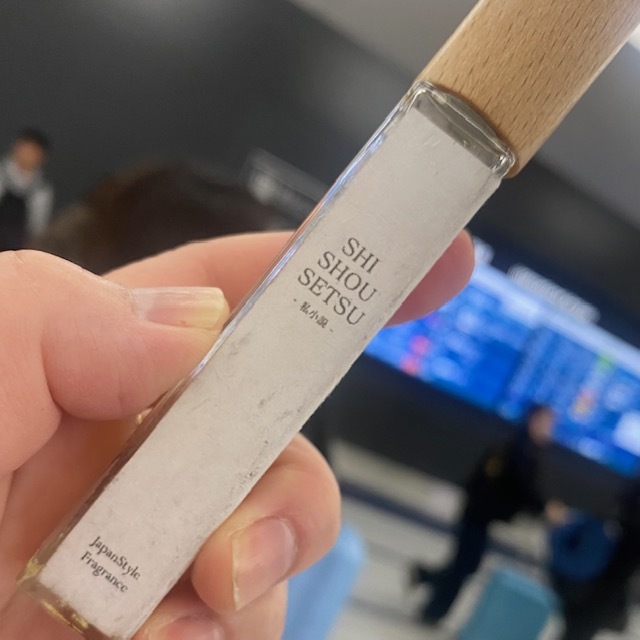 SHI
SHOU
SETSU
- 私小説 -
JapanStyle
Fragrance